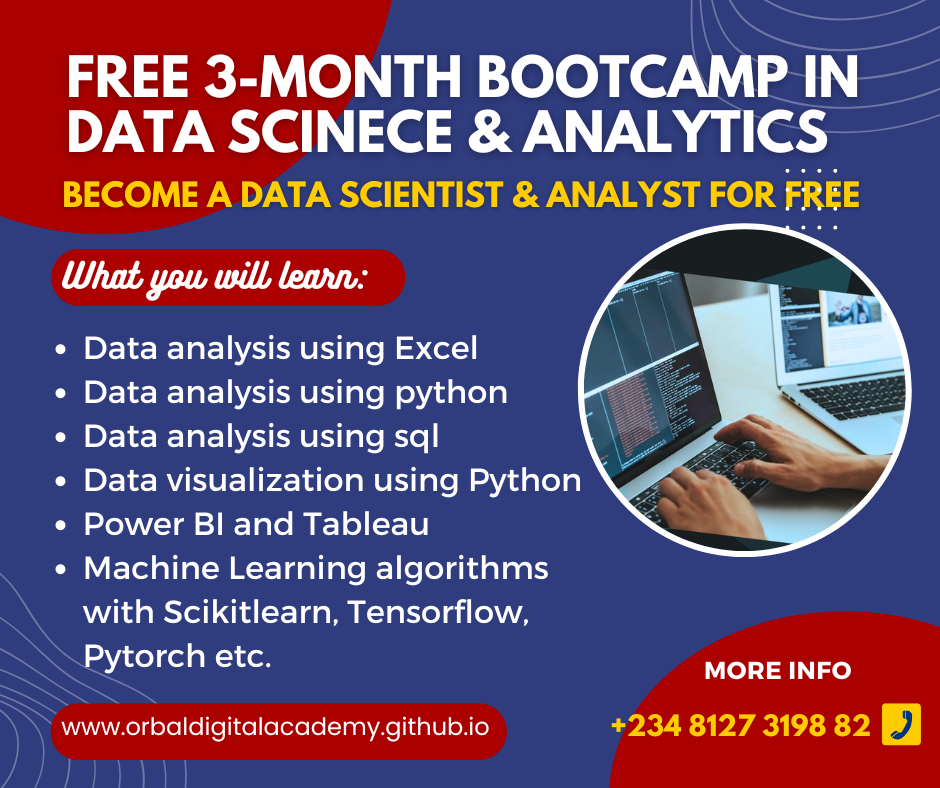 FREE 3-MONTH BOOTCAMP IN
DATA SCINECE & ANALYTICS
BECOME A DATA SCIENTIST & ANALYST FOR FREE
What you will learn:
• Data analysis using Excel
• Data analysis using python
• Data analysis using sql
• Data visualization using Python
• Power BI and Tableau
• Machine Learning algorithms
with Scikitlearn, Tensorflow,
Pytorch etc.
MORE INFO
www.orbaldigitalacademy.github.io
+234 8127 3198 82